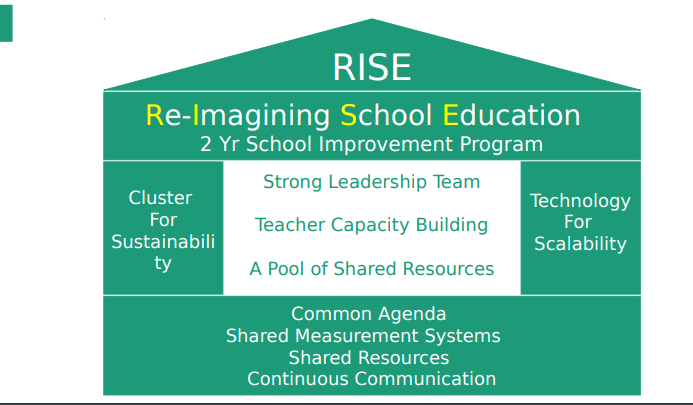 RISE
Re-Imagining School Education
2 Yr School Improvement Program
Cluster
For
Sustainabili
ty
Strong Leadership Team
Teacher Capacity Building
A Pool of Shared Resources
Technology
For
Scalability
Common Agenda
Shared Measurement Systems
Shared Resources
Continuous Communication